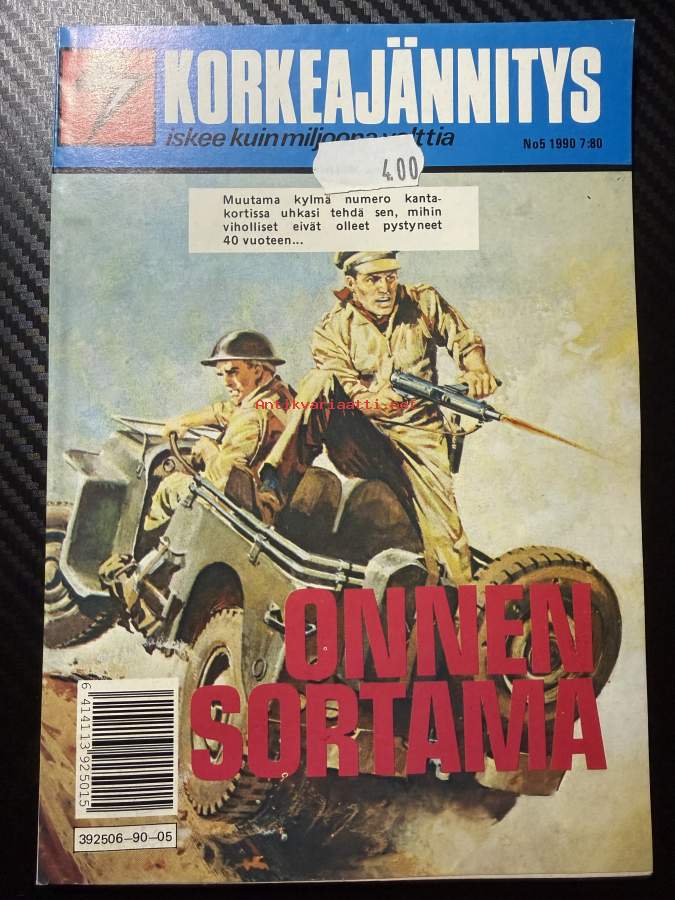 KORKEAJÄNNITYS
iskee kuin miljoona volttia
No5 1990 7:80
4.00
Muutama kylmä numero kanta-
kortissa uhkasi tehdä sen, mihin
viholliset eivät olleet pystyneet
40 vuoteen...
Antikvariaatti.net
ONNEN
SORTAMA
6 414113 925015
392506-90-05